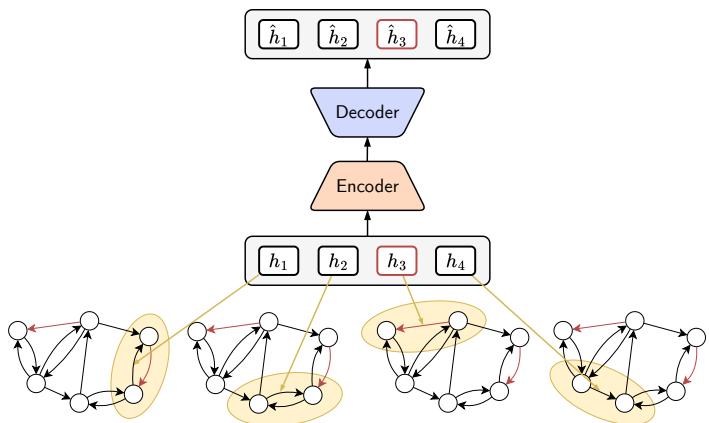 ĥ₁ ĥ₂ ĥ₃ ĥ₄
Decoder
Encoder
h₁ h₂ h₃ h₄